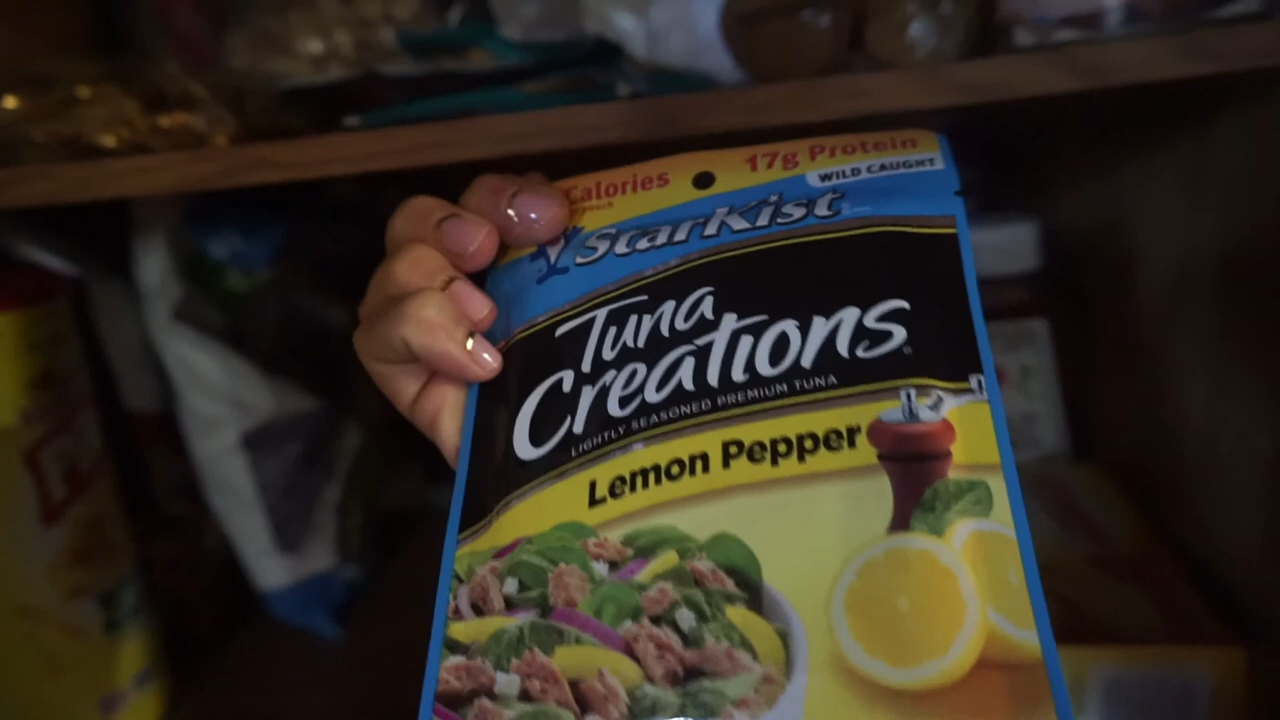 Calories
17g Protein
WILD CAUGHT
StarKist
Tuna
Creations
LIGHTLY SEASONED PREMIUM TUNA
Lemon Pepper